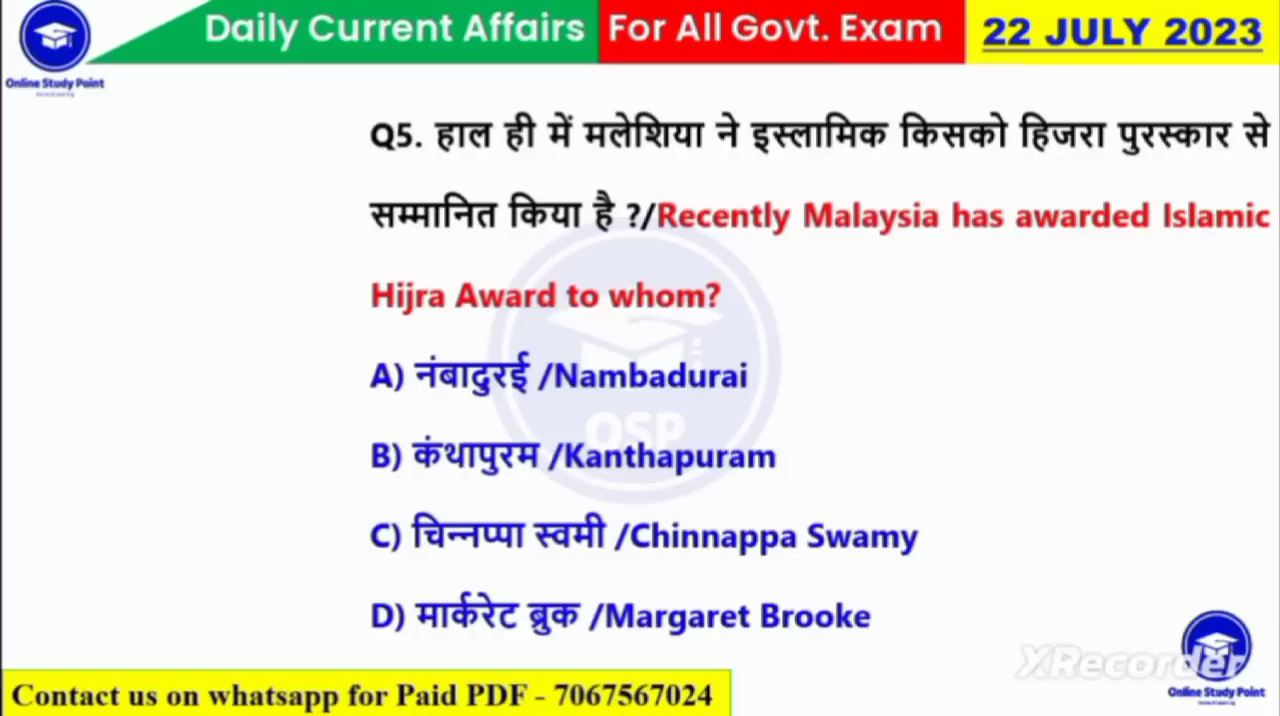 Daily Current Affairs For All Govt. Exam 22 JULY 2023
Online Study Point
Q5. हाल ही में मलेशिया ने इस्लामिक किसको हिजरा पुरस्कार से
सम्मानित किया है ?/Recently Malaysia has awarded Islamic
Hijra Award to whom?
A) नंबादुरई /Nambadurai
OSP
B) कंथापुरम /Kanthapuram
C) चिन्नप्पा स्वमी /Chinnappa Swamy
D) मार्करेट ब्रुक /Margaret Brooke
XRecorder
Online Study Point
Contact us on whatsapp for Paid PDF - 7067567024